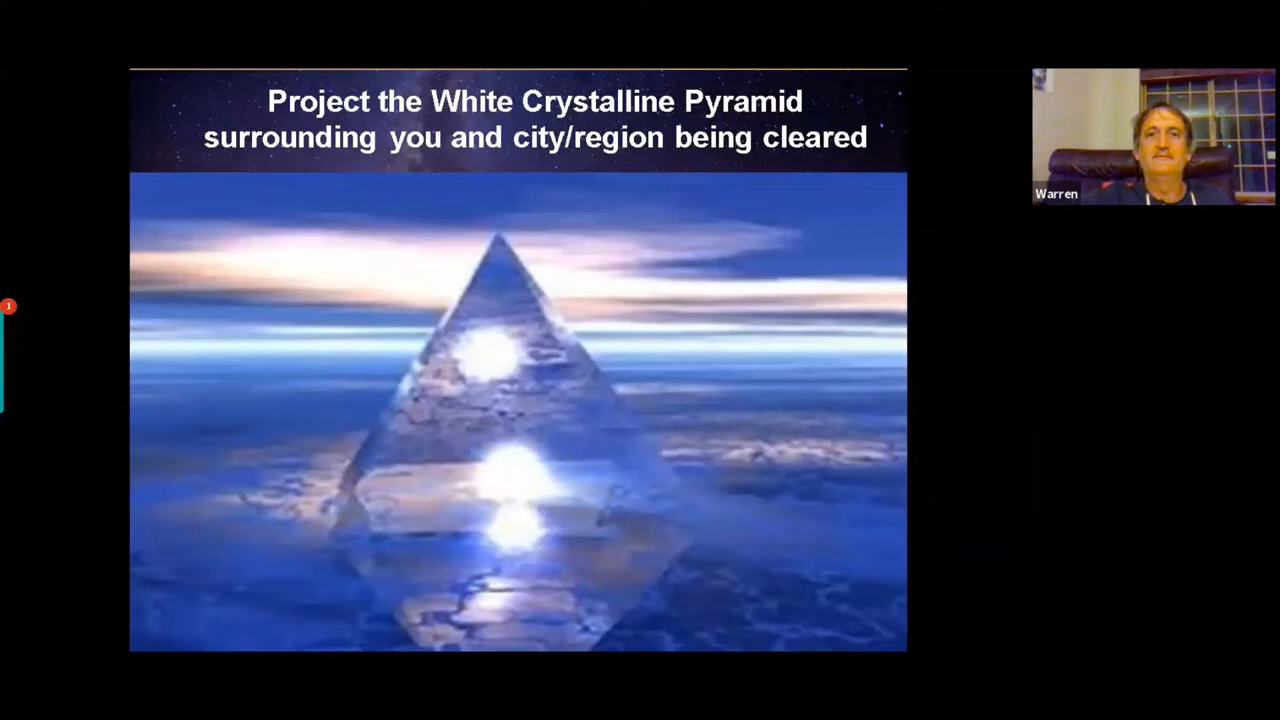 Project the White Crystalline Pyramid
surrounding you and city/region being cleared
Warren
1